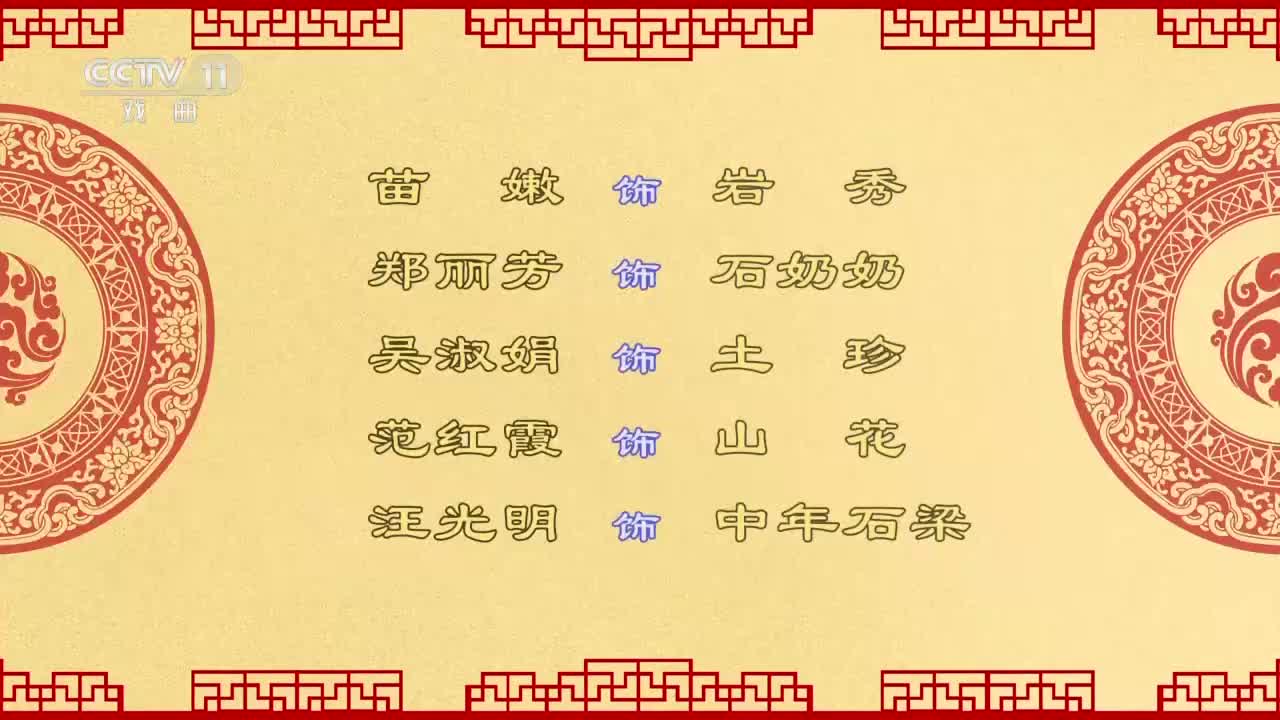 CCTV 11
戏曲
苗嫩 饰 岩秀
郑丽芳 饰 石奶奶
吴淑娟 饰 土珍
范红霞 饰 山花
汪光明 饰 中年石梁